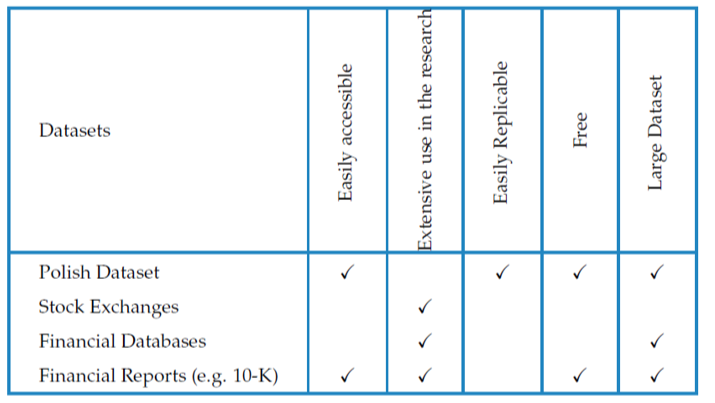 Datasets Easily accessible Extensive use in the research Easily Replicable Free Large Dataset
Polish Dataset ✓ ✓ ✓ ✓
Stock Exchanges ✓
Financial Databases ✓ ✓
Financial Reports (e.g. 10-K) ✓ ✓ ✓ ✓